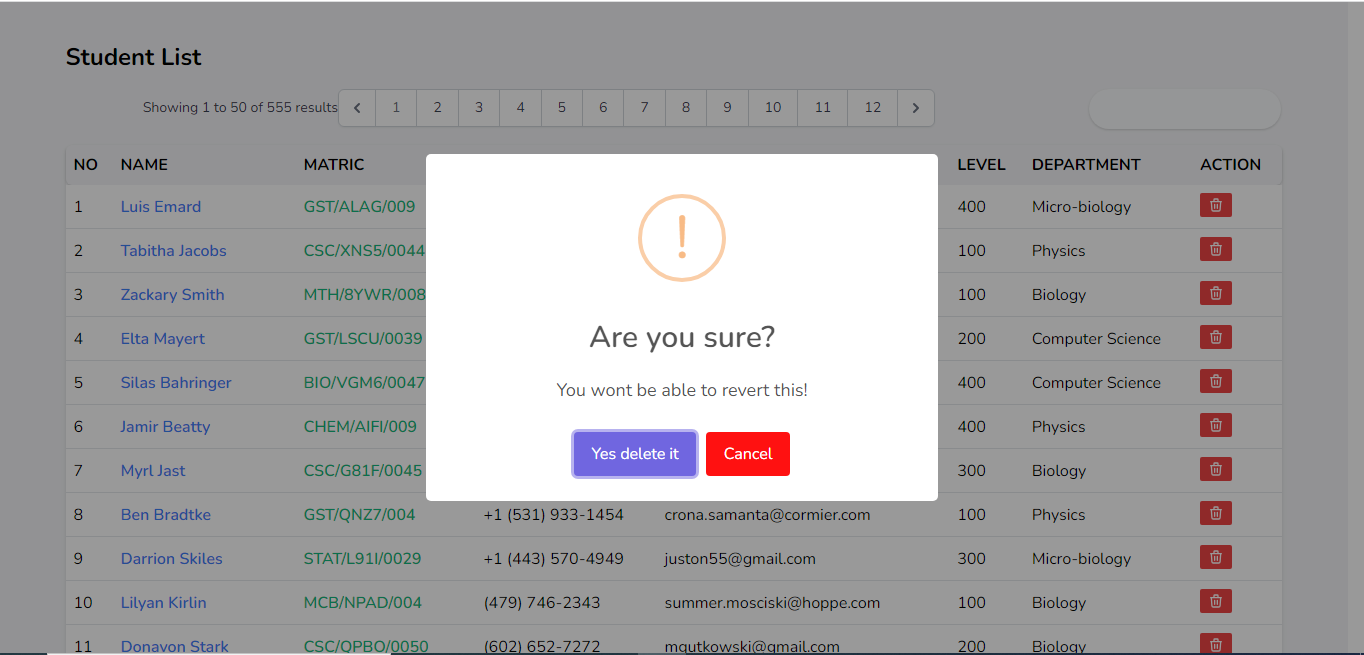 Student List
Showing 1 to 50 of 555 results 1 2 3 4 5 6 7 8 9 10 11 12
NO NAME MATRIC LEVEL DEPARTMENT ACTION
1 Luis Emard GST/ALAG/009 400 Micro-biology
2 Tabitha Jacobs CSC/XNS5/0044 100 Physics
3 Zackary Smith MTH/8YWR/008 100 Biology
4 Elta Mayert GST/LSCU/0039 200 Computer Science
5 Silas Bahringer BIO/VGM6/0047 400 Computer Science
6 Jamir Beatty CHEM/AIFI/009 400 Physics
7 Myrl Jast CSC/G81F/0045 300 Biology
8 Ben Bradtke GST/QNZ7/004 +1 (531) 933-1454 crona.samanta@cormier.com 100 Physics
9 Darrion Skiles STAT/L91I/0029 +1 (443) 570-4949 juston55@gmail.com 300 Micro-biology
10 Lilyan Kirlin MCB/NPAD/004 (479) 746-2343 summer.mosciski@hoppe.com 100 Biology
11 Donavon Stark CSC/QPBO/0050 (602) 652-7272 mgutkowski@gmail.com 200 Biology
!
Are you sure?
You wont be able to revert this!
Yes delete it Cancel